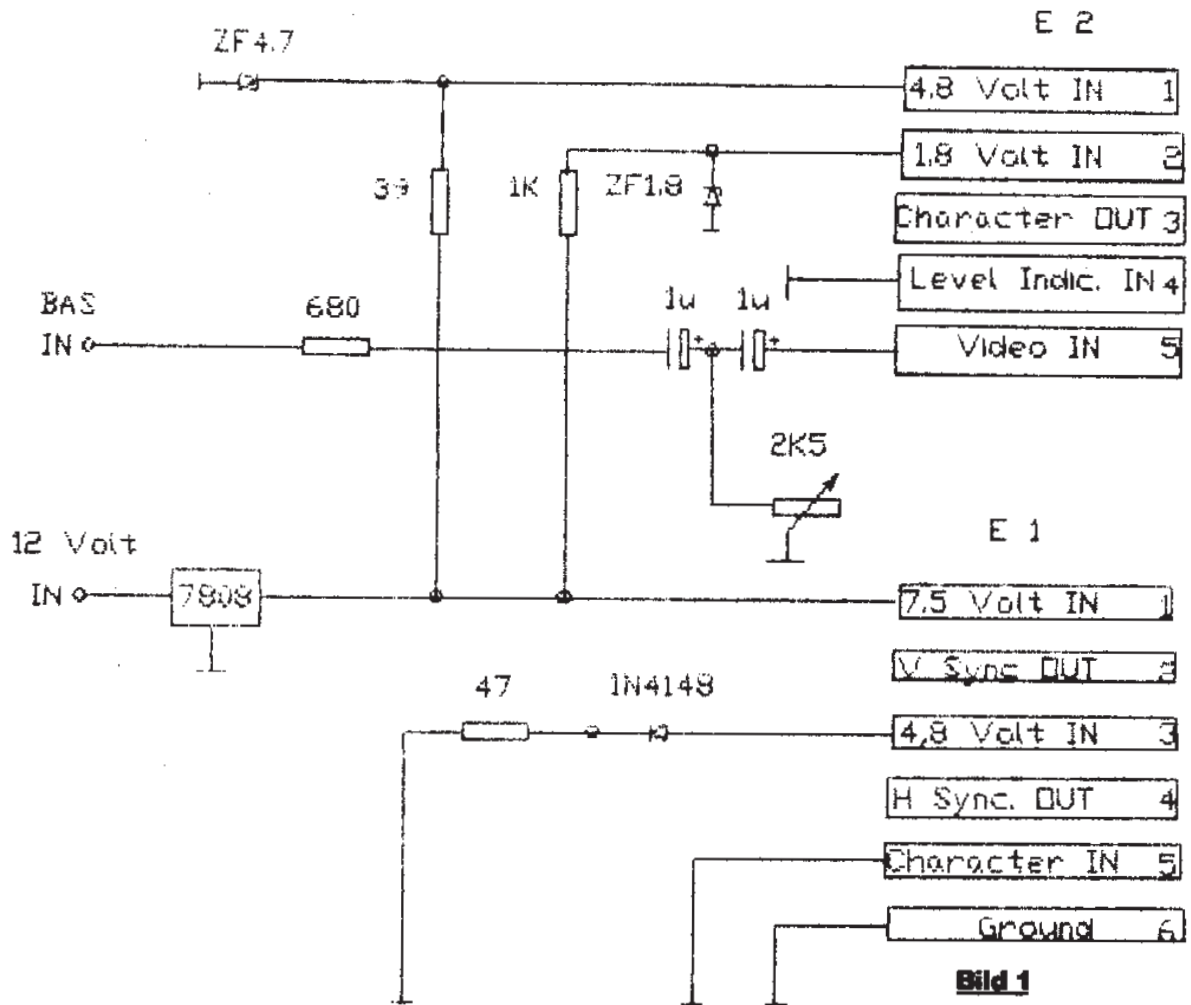 E 2
ZF4.7
4.8 Volt IN 1
1.8 Volt IN 2
39
1K
ZF1.8
Character OUT 3
Level Indic. IN 4
BAS
IN
680
1u
1u
Video IN 5
2K5
E 1
12 Volt
IN
7808
7.5 Volt IN 1
V Sync OUT 2
47
1N4148
4,8 Volt IN 3
H Sync. OUT 4
Character IN 5
Ground 6
Bild 1